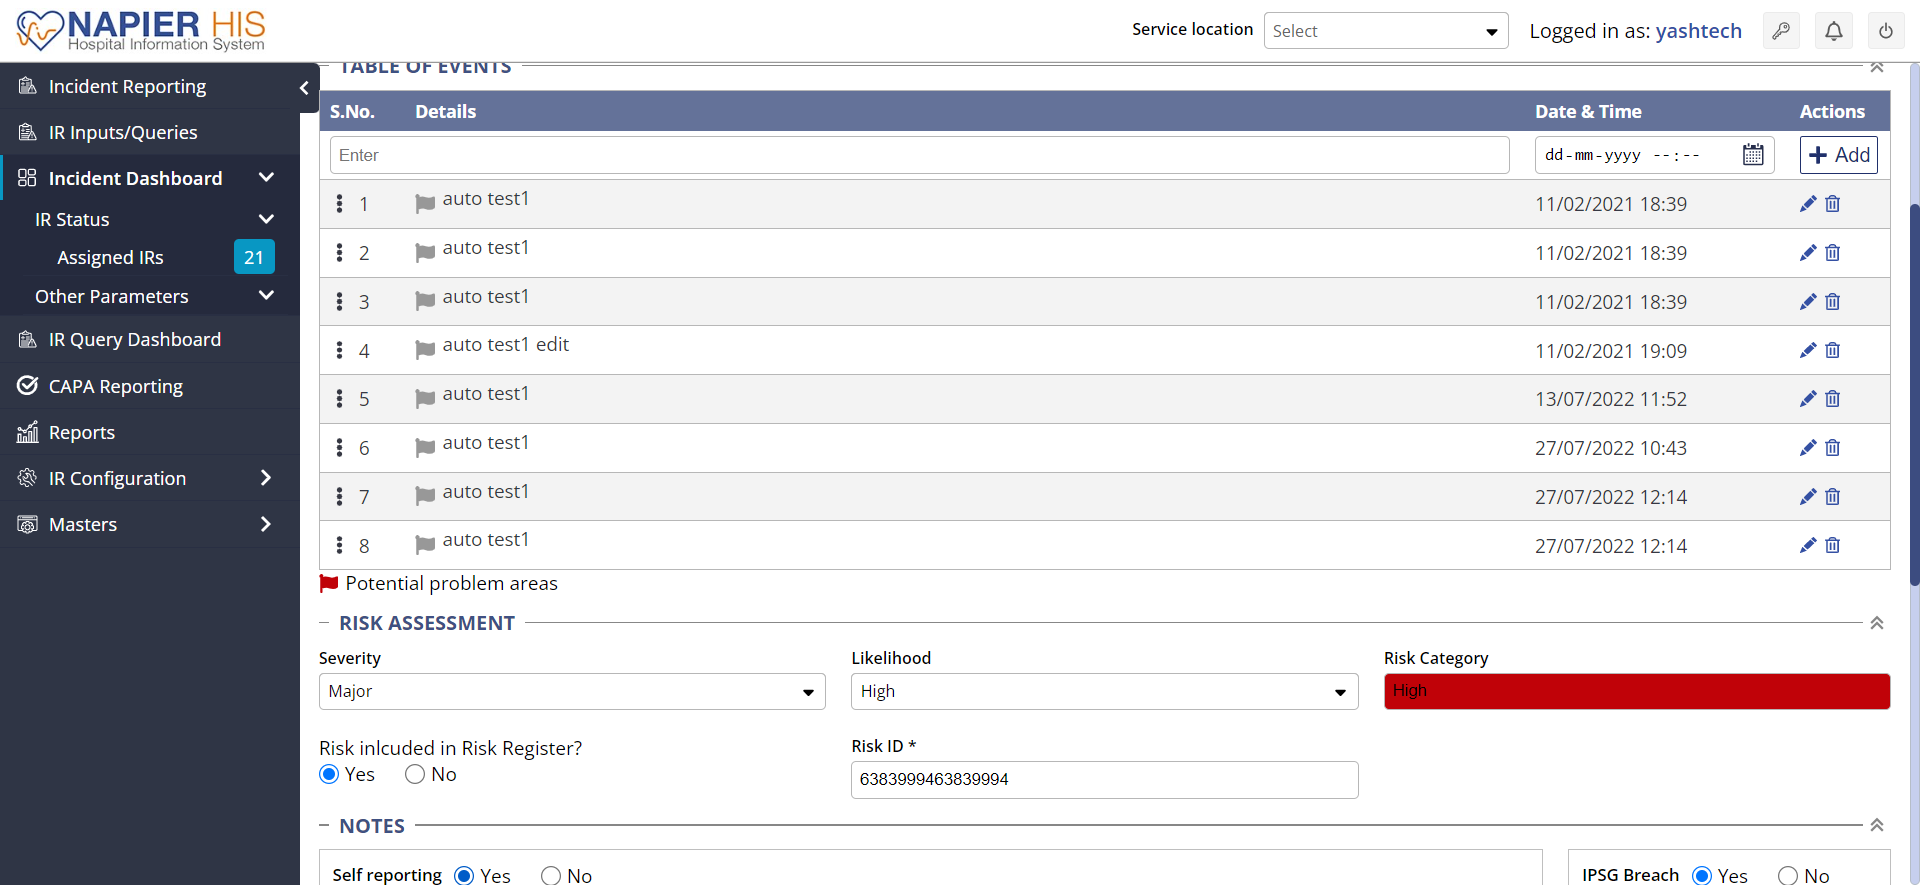 NAPIER HIS
Hospital Information System
Service location
Select
Logged in as: yashtech
Incident Reporting
IR Inputs/Queries
Incident Dashboard
IR Status
Assigned IRs 21
Other Parameters
IR Query Dashboard
CAPA Reporting
Reports
IR Configuration
Masters
TABLE OF EVENTS
S.No. Details Date & Time Actions
Enter dd-mm-yyyy --:-- Add
1 auto test1 11/02/2021 18:39
2 auto test1 11/02/2021 18:39
3 auto test1 11/02/2021 18:39
4 auto test1 edit 11/02/2021 19:09
5 auto test1 13/07/2022 11:52
6 auto test1 27/07/2022 10:43
7 auto test1 27/07/2022 12:14
8 auto test1 27/07/2022 12:14
Potential problem areas
RISK ASSESSMENT
Severity Likelihood Risk Category
Major High High
Risk inlcuded in Risk Register? Risk ID *
Yes No 6383999463839994
NOTES
Self reporting Yes No IPSG Breach Yes No